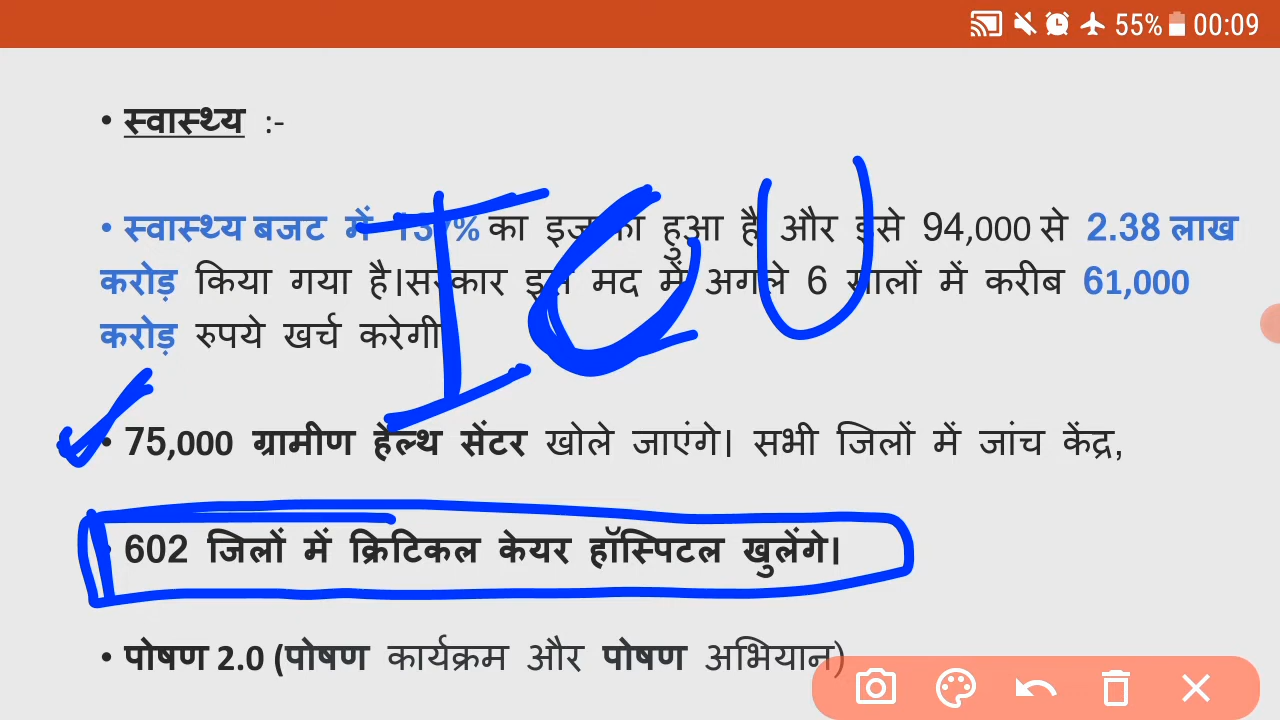 55% 00:09
• स्वास्थ्य :-
• स्वास्थ्य बजट में 137% का इजाफा हुआ है और इसे 94,000 से 2.38 लाख
करोड़ किया गया है।सरकार इस मद में अगले 6 सालों में करीब 61,000
करोड़ रुपये खर्च करेगी
ICU
• 75,000 ग्रामीण हेल्थ सेंटर खोले जाएंगे। सभी जिलों में जांच केंद्र,
• 602 जिलों में क्रिटिकल केयर हॉस्पिटल खुलेंगे।
• पोषण 2.0 (पोषण कार्यक्रम और पोषण अभियान)